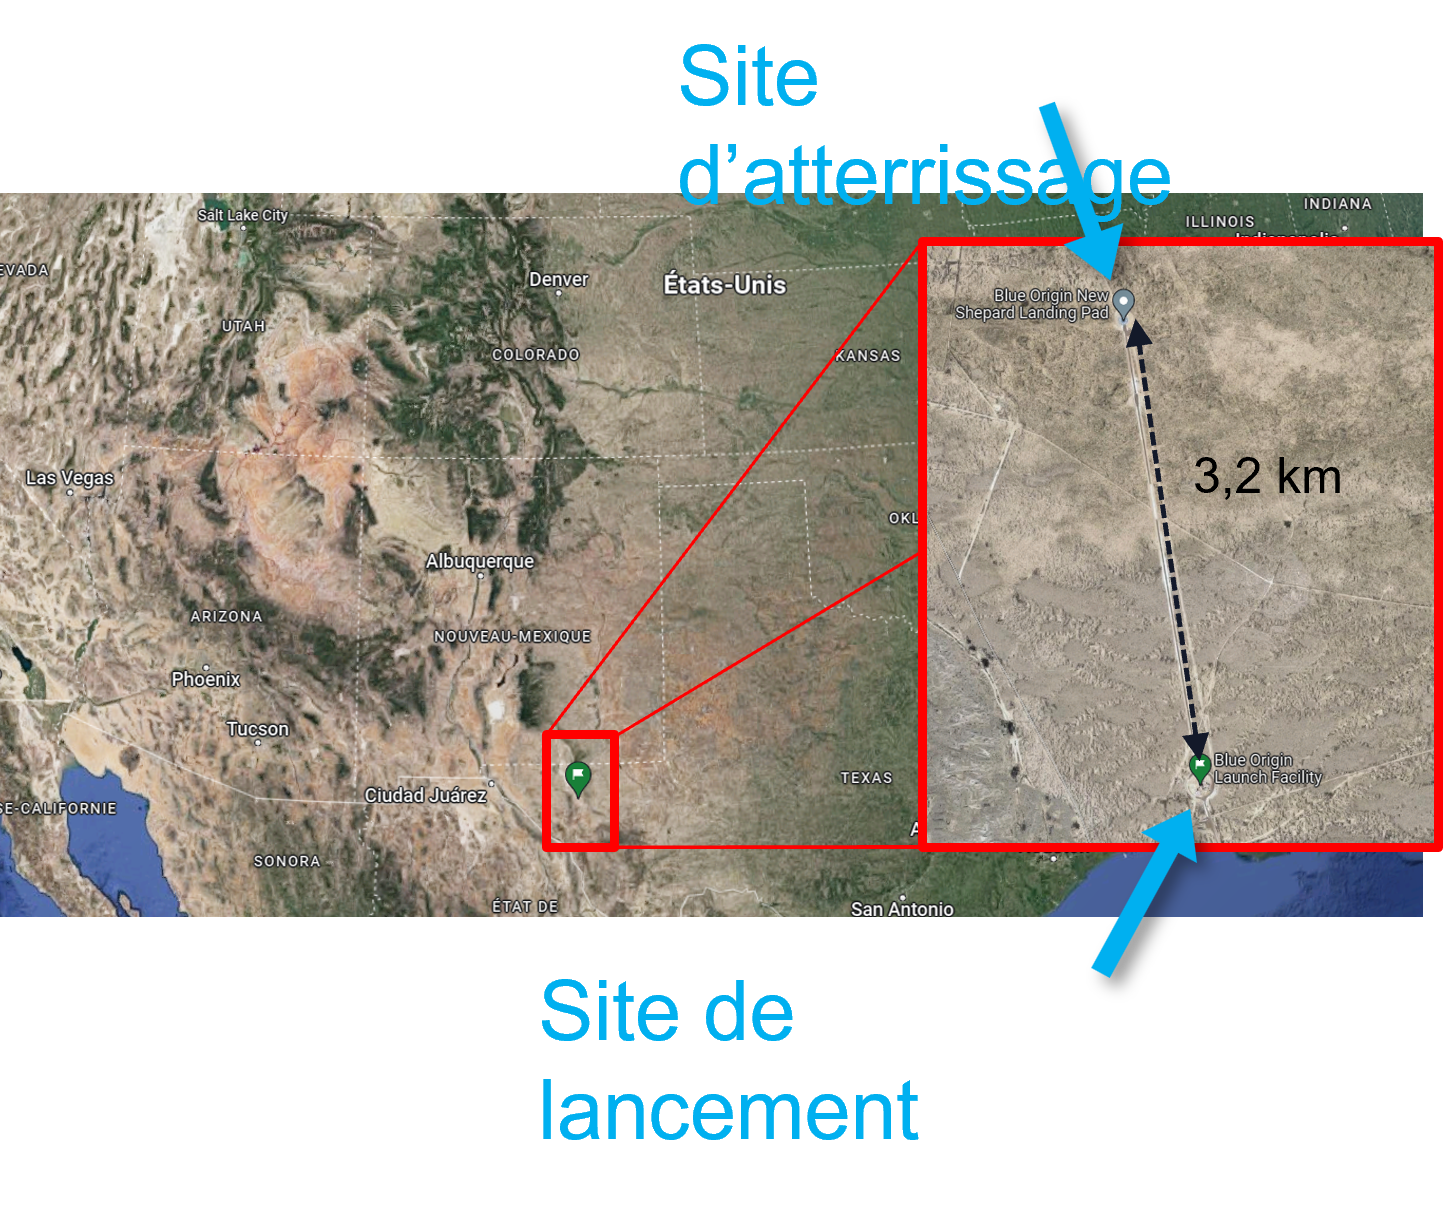 Site
d’atterrissage
INDIANA
ILLINOIS
Salt Lake City
EVADA
Denver
États-Unis
Blue Origin New
Shepard Landing Pad
UTAH
COLORADO
KANSAS
3,2 km
Las Vegas
OKL
Albuquerque
ARIZONA
NOUVEAU-MEXIQUE
Phoenix
Tucson
Blue Origin
Launch Facility
TEXAS
Ciudad Juárez
SE-CALIFORNIE
A
SONORA
ÉTAT DE
San Antonio
Site de
lancement